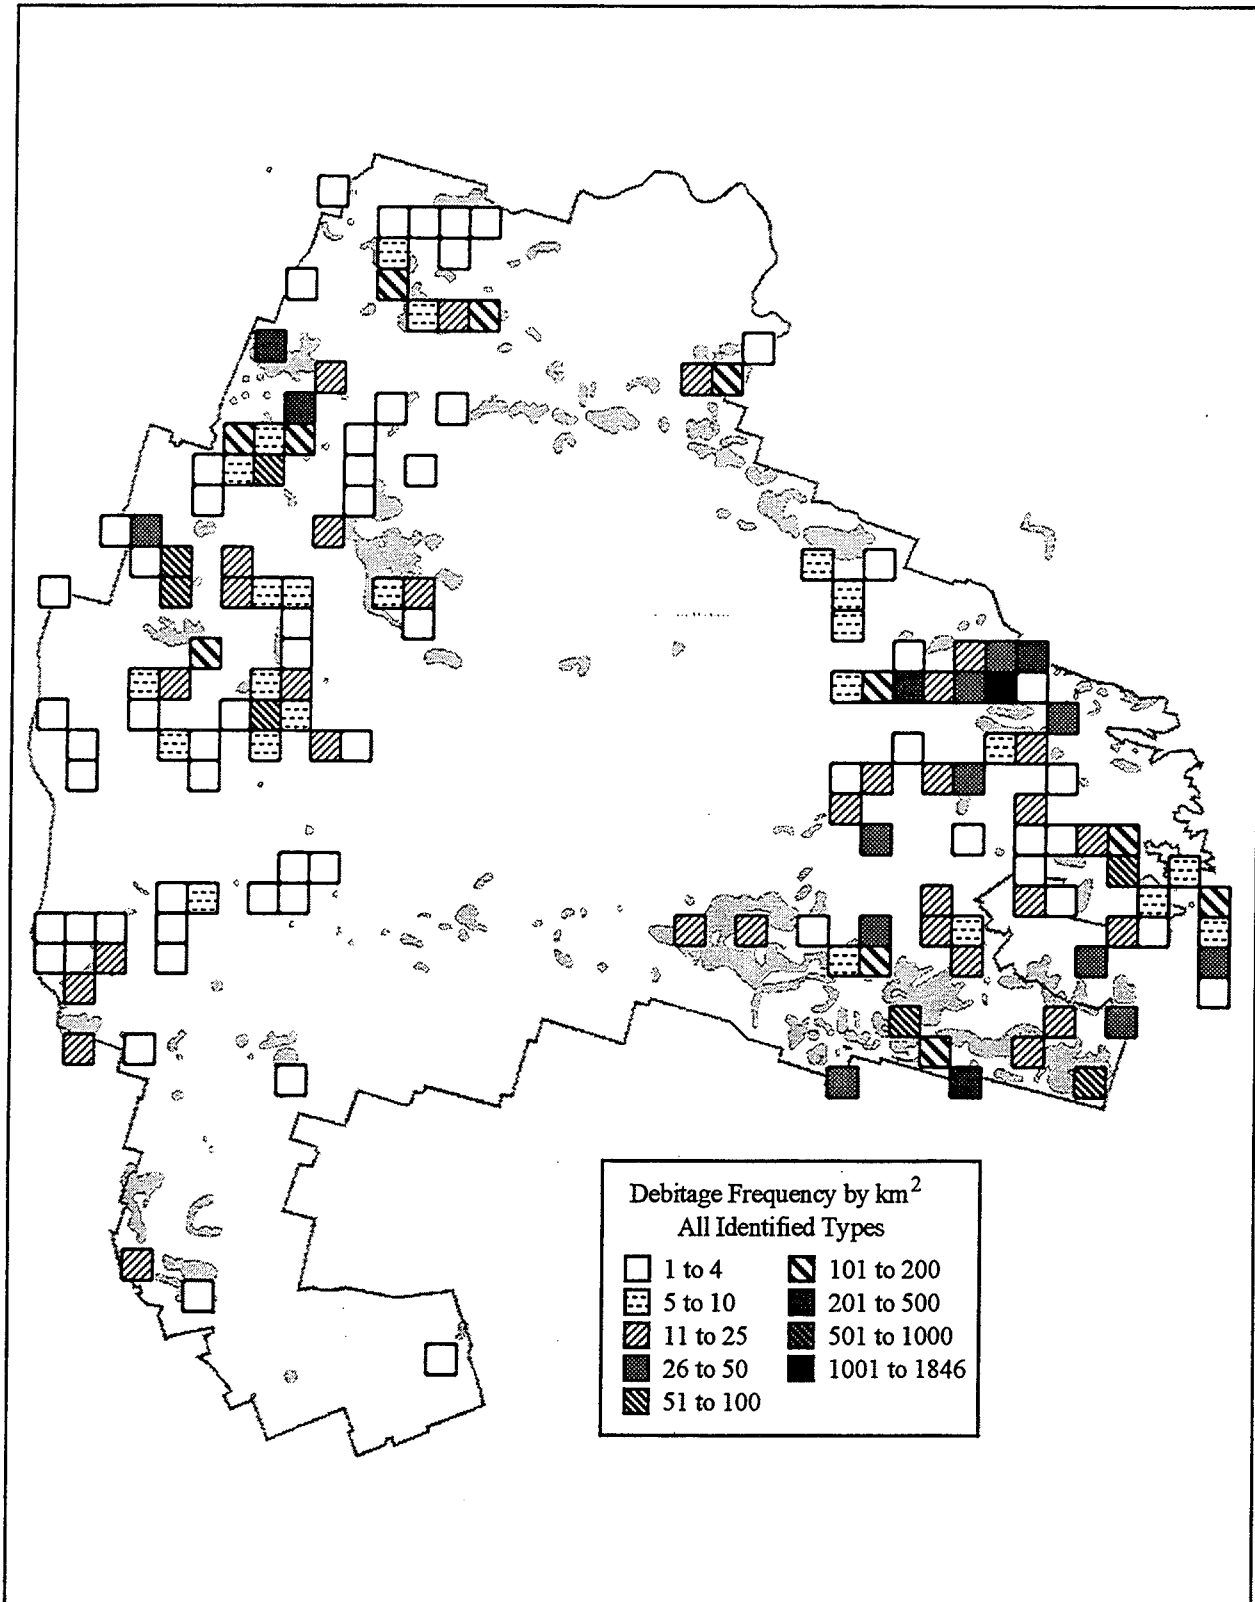 Debitage Frequency by km²
All Identified Types
1 to 4
5 to 10
11 to 25
26 to 50
51 to 100
101 to 200
201 to 500
501 to 1000
1001 to 1846